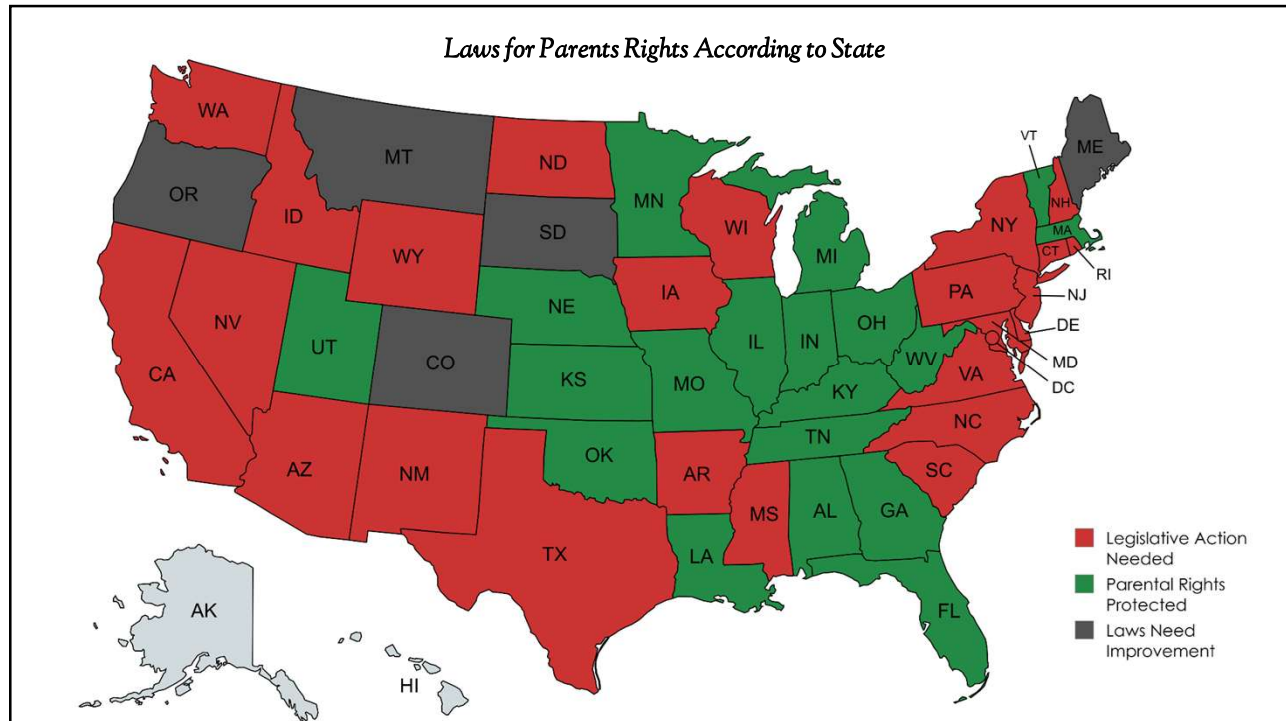 Laws for Parents Rights According to State
WA
MT
ND
MN
VT
ME
OR
ID
SD
WI
NY
NH
MA
WY
MI
CT
RI
IA
PA
NJ
NE
NV
OH
DE
UT
IL
IN
CO
WV
MD
CA
KS
MO
VA
DC
KY
NC
TN
OK
AZ
NM
AR
SC
MS
AL
GA
TX
LA
Legislative Action
Needed
Parental Rights
Protected
Laws Need
Improvement
FL
AK
HI